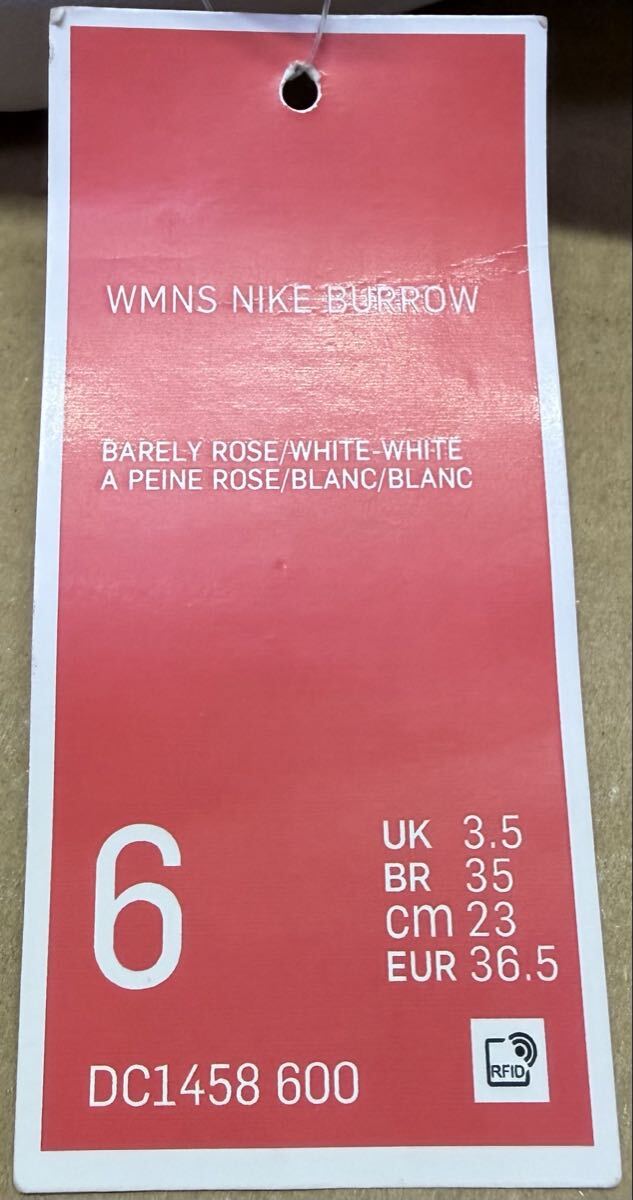 WMNS NIKE BURROW
BARELY ROSE/WHITE-WHITE
A PEINE ROSE/BLANC/BLANC
6
UK 3.5
BR 35
cm 23
EUR 36.5
DC1458 600
RFID